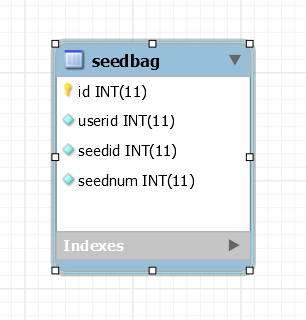 seedbag
id INT(11)
userid INT(11)
seedid INT(11)
seednum INT(11)
Indexes